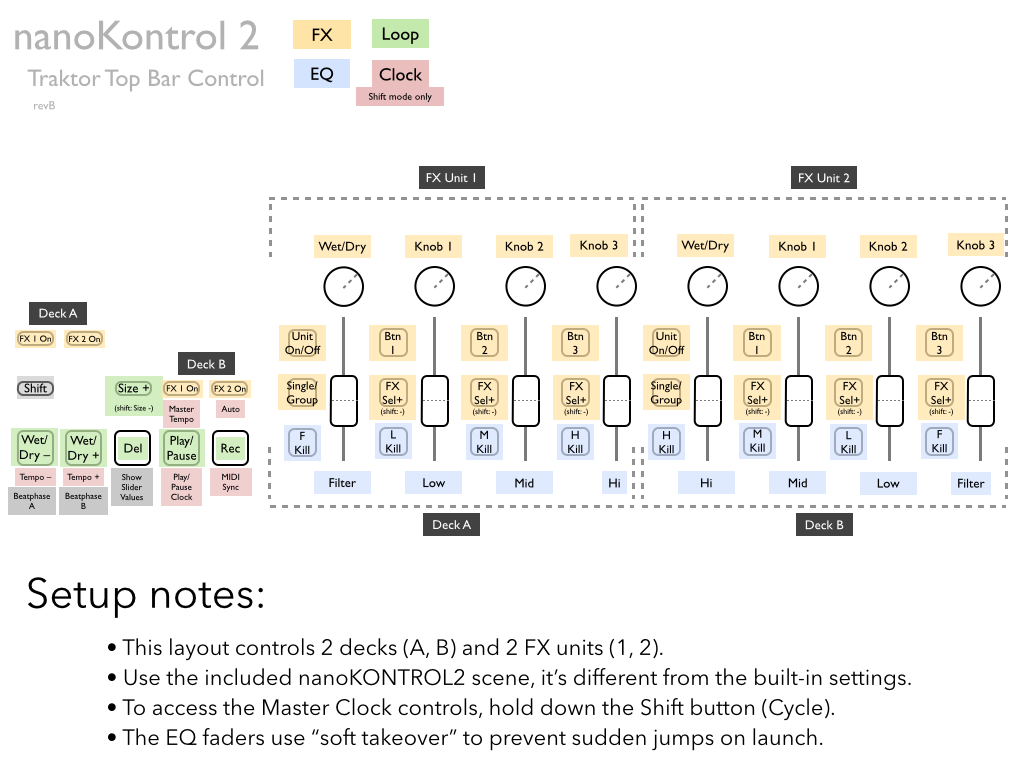 nanoKontrol 2
Traktor Top Bar Control
revB
FX
Loop
EQ
Clock
Shift mode only
FX Unit 1
FX Unit 2
Wet/Dry
Knob 1
Knob 2
Knob 3
Wet/Dry
Knob 1
Knob 2
Knob 3
Deck A
FX 1 On
FX 2 On
Deck B
Shift
Size +
(shift: Size -)
FX 1 On
FX 2 On
Master
Tempo
Auto
Wet/
Dry –
Wet/
Dry +
Del
Play/
Pause
Rec
Tempo –
Tempo +
Show
Slider
Values
Play/
Pause
Clock
MIDI
Sync
Beatphase
A
Beatphase
B
Unit
On/Off
Btn
1
Btn
2
Btn
3
Unit
On/Off
Btn
1
Btn
2
Btn
3
Single/
Group
FX
Sel+
(shift: -)
FX
Sel+
(shift: -)
FX
Sel+
(shift: -)
Single/
Group
FX
Sel+
(shift: -)
FX
Sel+
(shift: -)
FX
Sel+
(shift: -)
F
Kill
L
Kill
M
Kill
H
Kill
H
Kill
M
Kill
L
Kill
F
Kill
Filter
Low
Mid
Hi
Hi
Mid
Low
Filter
Deck A
Deck B
Setup notes:
• This layout controls 2 decks (A, B) and 2 FX units (1, 2).
• Use the included nanoKONTROL2 scene, it’s different from the built-in settings.
• To access the Master Clock controls, hold down the Shift button (Cycle).
• The EQ faders use “soft takeover” to prevent sudden jumps on launch.